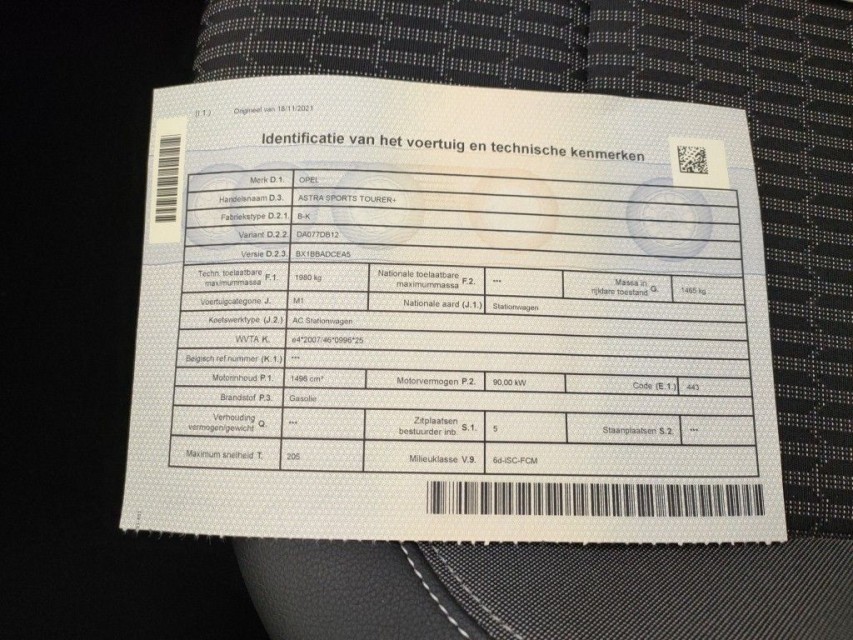 (I 1.) Origineel van 18/11/2021
Identificatie van het voertuig en technische kenmerken
Merk D.1. OPEL
Handelsnaam D.3. ASTRA SPORTS TOURER+
Fabriekstype D.2.1. B-K
Variant D.2.2. DA077DB12
Versie D.2.3. BX1BBADCEA5
Techn. toelaatbare maximummassa F.1. 1980 kg Nationale toelaatbare maximummassa F.2. --- Massa in rijklare toestand G. 1465 kg
Voertuigcategorie J. M1 Nationale aard (J.1.) Stationwagen
Koetswerktype (J.2.) AC Stationwagen
WVTA K. e4*2007/46*0996*25
Belgisch ref nummer (K.1.) ---
Motorinhoud P.1. 1496 cm³ Motorvermogen P.2. 90,00 kW Code (E.1.) 443
Brandstof P.3. Gasolie
Verhouding vermogen/gewicht Q. --- Zitplaatsen bestuurder inb. S.1. 5 Staanplaatsen S.2. ---
Maximum snelheid T. 205 Milieuklasse V.9. 6d-ISC-FCM